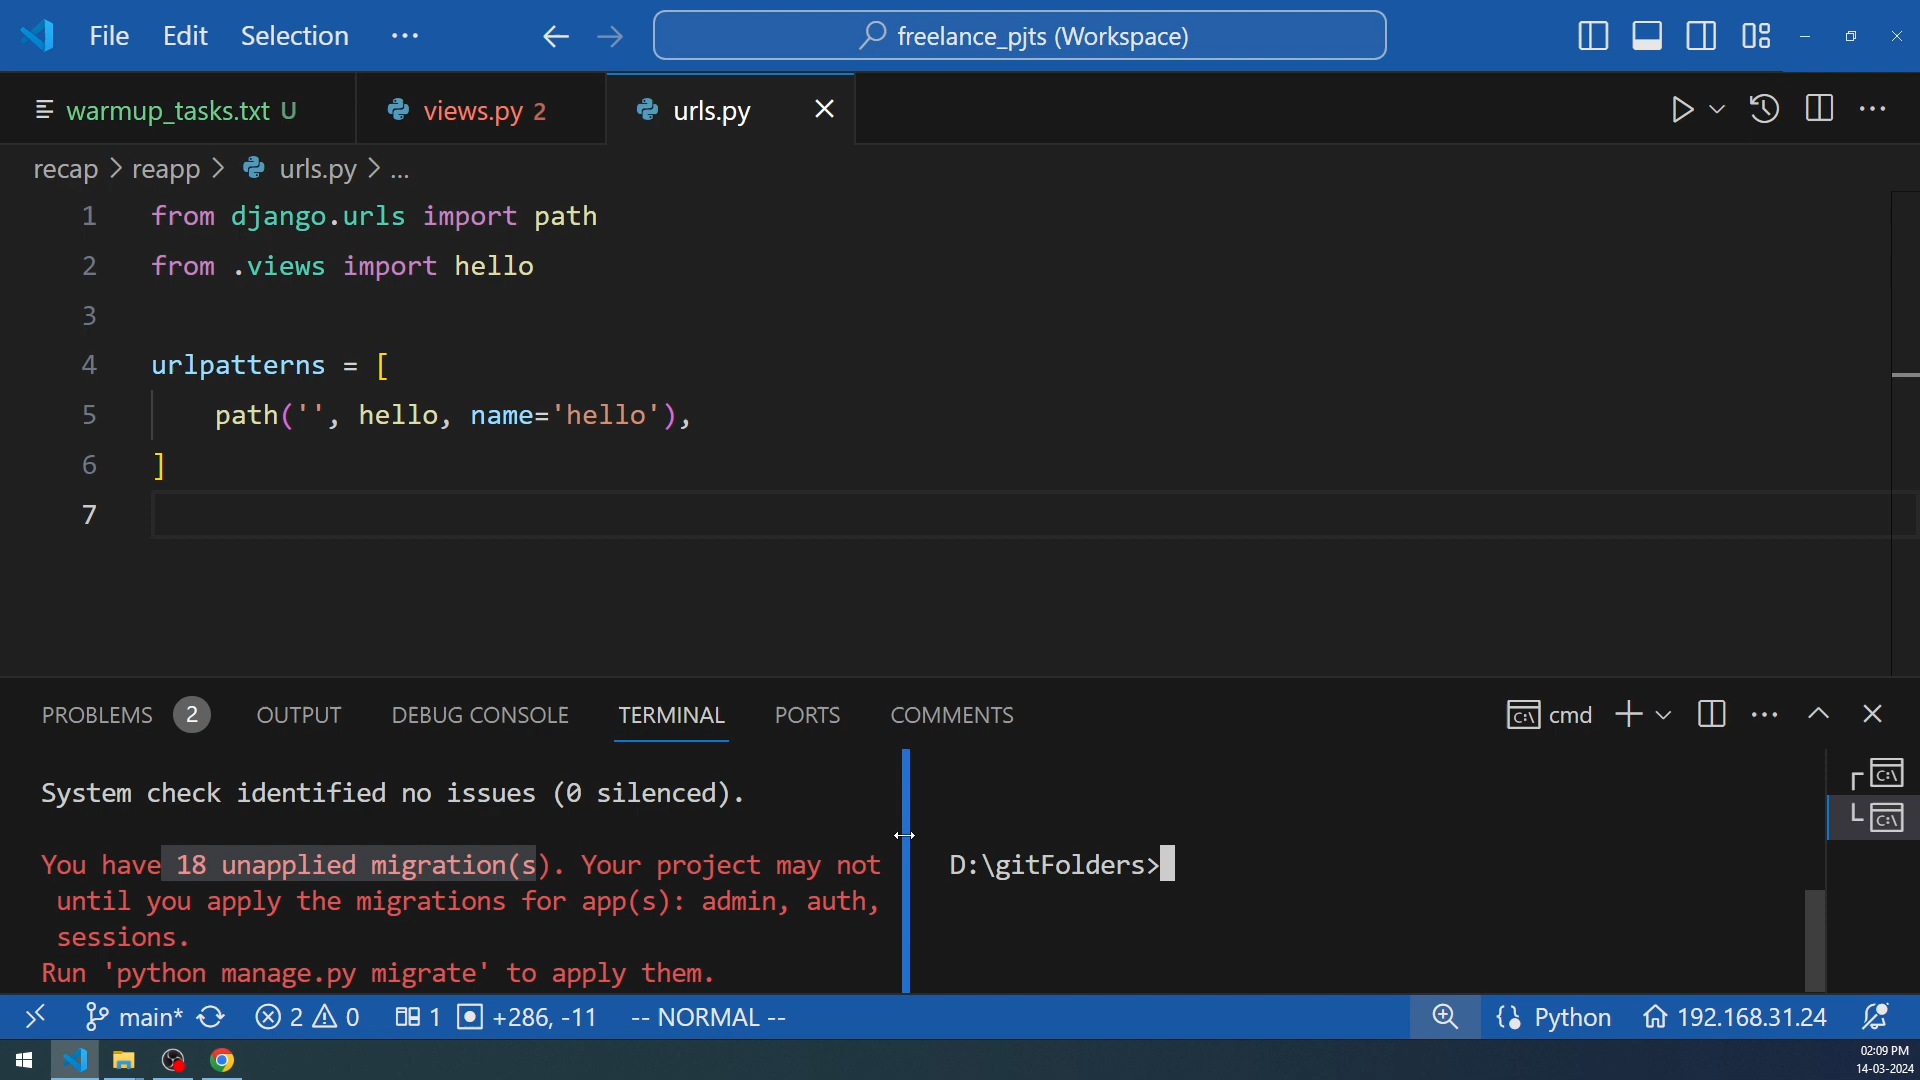 File Edit Selection ··· freelance_pjts (Workspace)
warmup_tasks.txt U views.py 2 urls.py
recap > reapp > urls.py > ...
1 from django.urls import path
2 from .views import hello
3
4 urlpatterns = [
5 path('', hello, name='hello'),
6 ]
7
PROBLEMS 2 OUTPUT DEBUG CONSOLE TERMINAL PORTS COMMENTS cmd
System check identified no issues (0 silenced).
You have 18 unapplied migration(s). Your project may not
until you apply the migrations for app(s): admin, auth,
sessions.
Run 'python manage.py migrate' to apply them.
D:\gitFolders>
main* 2 0 1 +286, -11 -- NORMAL -- Python 192.168.31.24
02:09 PM
14-03-2024